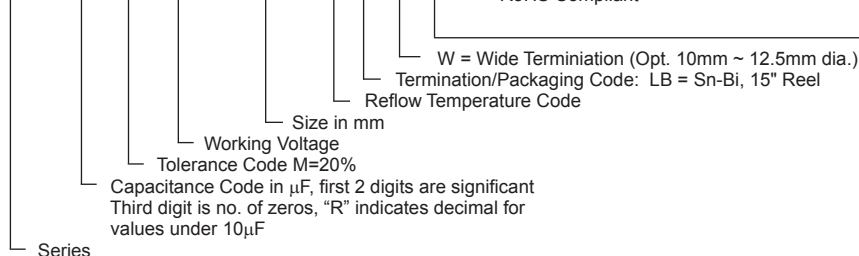 RoHS Compliant
W = Wide Terminiation (Opt. 10mm ~ 12.5mm dia.)
Termination/Packaging Code: LB = Sn-Bi, 15" Reel
Reflow Temperature Code
Size in mm
Working Voltage
Tolerance Code M=20%
Capacitance Code in μF, first 2 digits are significant
Third digit is no. of zeros, “R” indicates decimal for
values under 10μF
Series